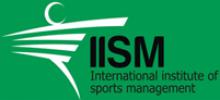 IISM
International institute of
sports management